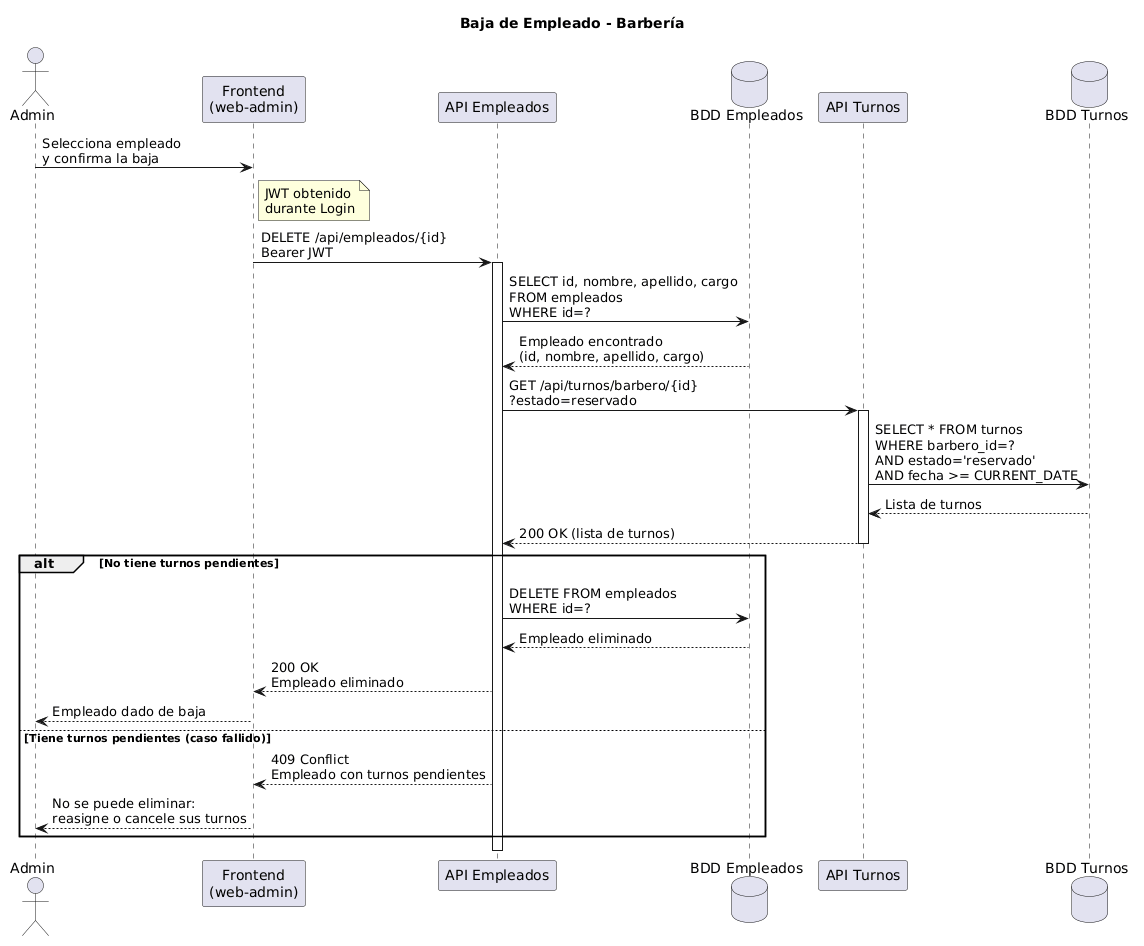 Baja de Empleado - Barbería
Admin
Frontend
(web-admin)
API Empleados
BDD Empleados
API Turnos
BDD Turnos
Selecciona empleado
y confirma la baja
JWT obtenido
durante Login
DELETE /api/empleados/{id}
Bearer JWT
SELECT id, nombre, apellido, cargo
FROM empleados
WHERE id=?
Empleado encontrado
(id, nombre, apellido, cargo)
GET /api/turnos/barbero/{id}
?estado=reservado
SELECT * FROM turnos
WHERE barbero_id=?
AND estado='reservado'
AND fecha >= CURRENT_DATE
Lista de turnos
200 OK (lista de turnos)
alt
[No tiene turnos pendientes]
DELETE FROM empleados
WHERE id=?
Empleado eliminado
200 OK
Empleado eliminado
Empleado dado de baja
[Tiene turnos pendientes (caso fallido)]
409 Conflict
Empleado con turnos pendientes
No se puede eliminar:
reasigne o cancele sus turnos
Admin
Frontend
(web-admin)
API Empleados
BDD Empleados
API Turnos
BDD Turnos